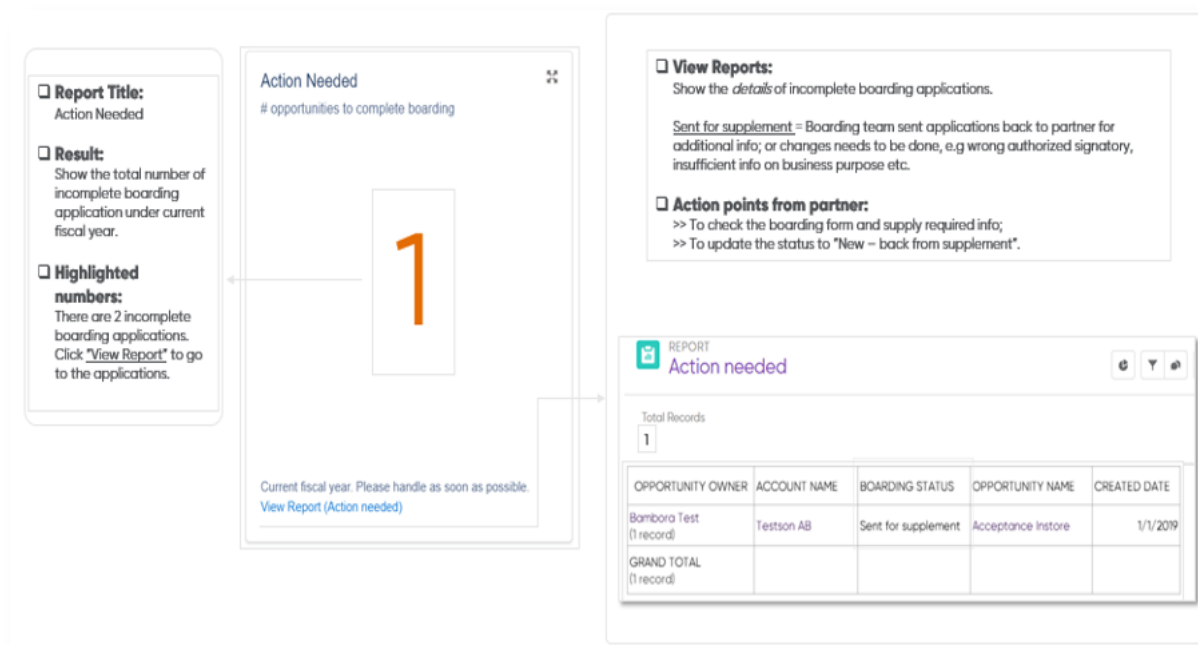 Report Title:
Action Needed
Result:
Show the total number of
incomplete boarding
application under current
fiscal year.
Highlighted
numbers:
There are 2 incomplete
boarding applications.
Click "View Report" to go
to the applications.
Action Needed
# opportunities to complete boarding
1
Current fiscal year. Please handle as soon as possible.
View Report (Action needed)
View Reports:
Show the details of incomplete boarding applications.
Sent for supplement = Boarding team sent applications back to partner for
additional info; or changes needs to be done, e.g wrong authorized signatory,
insufficient info on business purpose etc.
Action points from partner:
>> To check the boarding form and supply required info;
>> To update the status to "New – back from supplement".
REPORT
Action needed
Total Records
1
OPPORTUNITY OWNER ACCOUNT NAME BOARDING STATUS OPPORTUNITY NAME CREATED DATE
Bambora Test
(1 record)
Testson AB Sent for supplement Acceptance Instore 1/1/2019
GRAND TOTAL
(1 record)